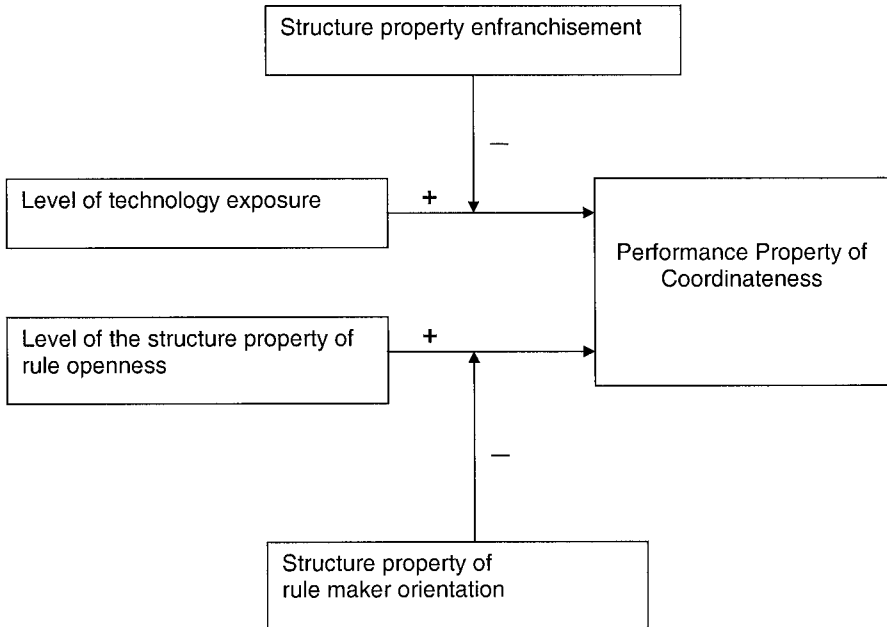 Structure property enfranchisement
—
Level of technology exposure
+
Performance Property of
Coordinateness
Level of the structure property of
rule openness
+
—
Structure property of
rule maker orientation